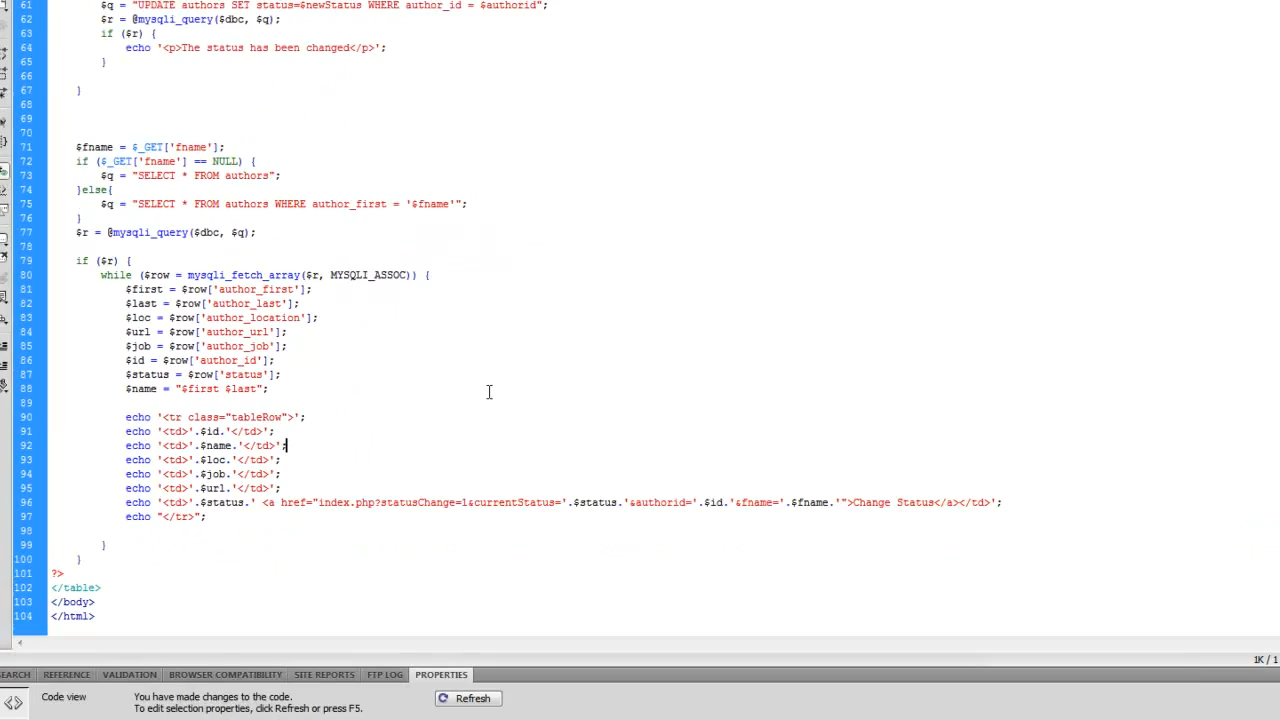 61 $q = "UPDATE authors SET status=$newStatus WHERE author_id = $authorid";
62 $r = @mysqli_query($dbc, $q);
63 if ($r) {
64 echo '<p>The status has been changed</p>';
65 }
66
67 }
68
69
70
71 $fname = $_GET['fname'];
72 if ($_GET['fname'] == NULL) {
73 $q = "SELECT * FROM authors";
74 }else{
75 $q = "SELECT * FROM authors WHERE author_first = '$fname'";
76 }
77 $r = @mysqli_query($dbc, $q);
78
79 if ($r) {
80 while ($row = mysqli_fetch_array($r, MYSQLI_ASSOC)) {
81 $first = $row['author_first'];
82 $last = $row['author_last'];
83 $loc = $row['author_location'];
84 $url = $row['author_url'];
85 $job = $row['author_job'];
86 $id = $row['author_id'];
87 $status = $row['status'];
88 $name = "$first $last";
89
90 echo '<tr class="tableRow">';
91 echo '<td>'.$id.'</td>';
92 echo '<td>'.$name.'</td>';
93 echo '<td>'.$loc.'</td>';
94 echo '<td>'.$job.'</td>';
95 echo '<td>'.$url.'</td>';
96 echo '<td>'.$status.' <a href="index.php?statusChange=1&currentStatus='.$status.'&authorid='.$id.'&fname='.$fname.'">Change Status</a></td>';
97 echo "</tr>";
98
99 }
100 }
101 ?>
102 </table>
103 </body>
104 </html>
1K / 1
SEARCH REFERENCE VALIDATION BROWSER COMPATIBILITY SITE REPORTS FTP LOG PROPERTIES
Code view You have made changes to the code. Refresh
To edit selection properties, click Refresh or press F5.